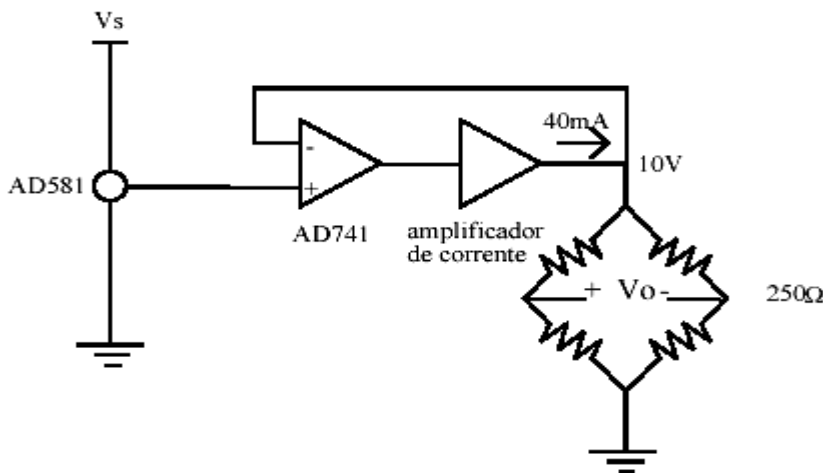 Vs
40mA
-
10V
AD581
+
AD741
amplificador
de corrente
+ Vo -
250Ω